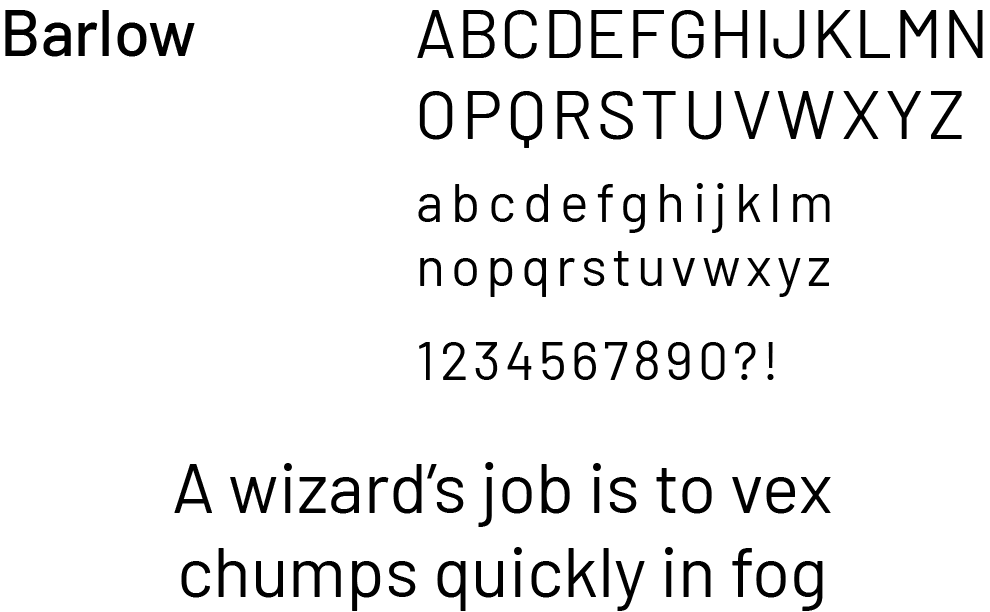 Barlow
ABCDEFGHIJKLMN
OPQRSTUVWXYZ
abcdefghijklm
nopqrstuvwxyz
1234567890?!
A wizard’s job is to vex
chumps quickly in fog